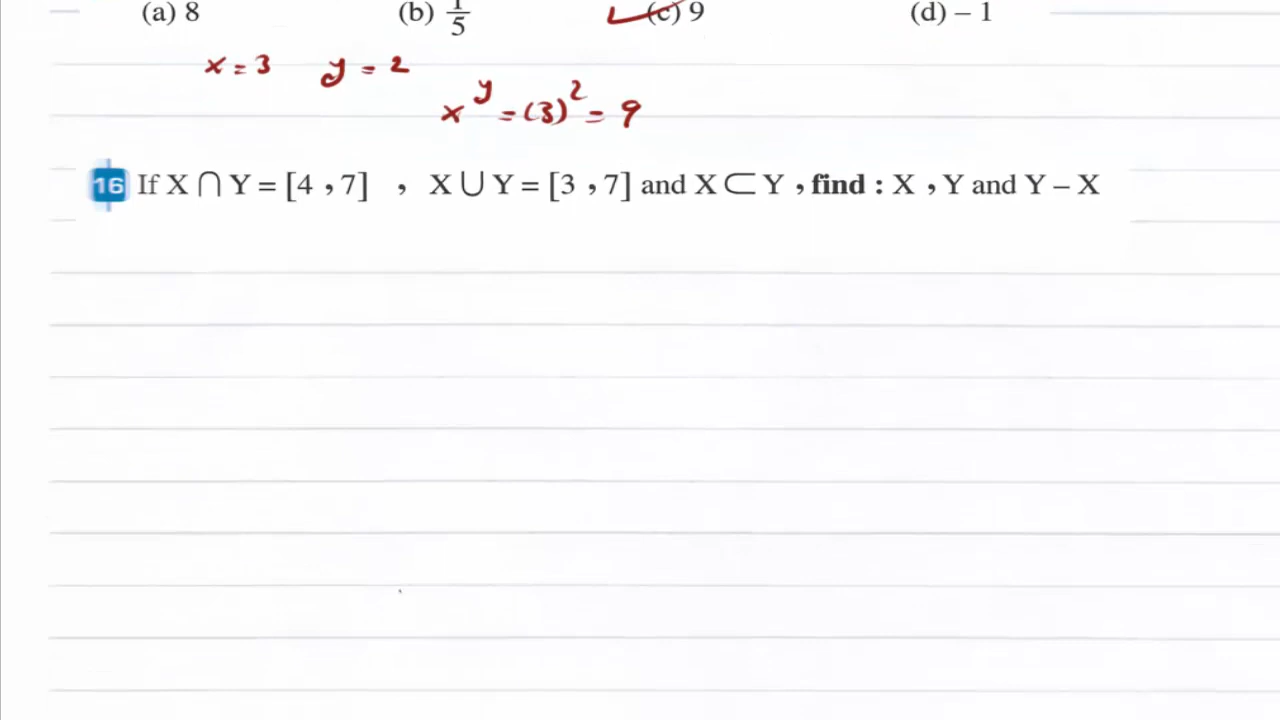 (a) 8 (b) 1/5 (c) 9 (d) – 1
x = 3 y = 2
x^y = (3)^2 = 9
16 If X ∩ Y = [4 , 7] , X ∪ Y = [3 , 7] and X ⊂ Y , find : X , Y and Y – X